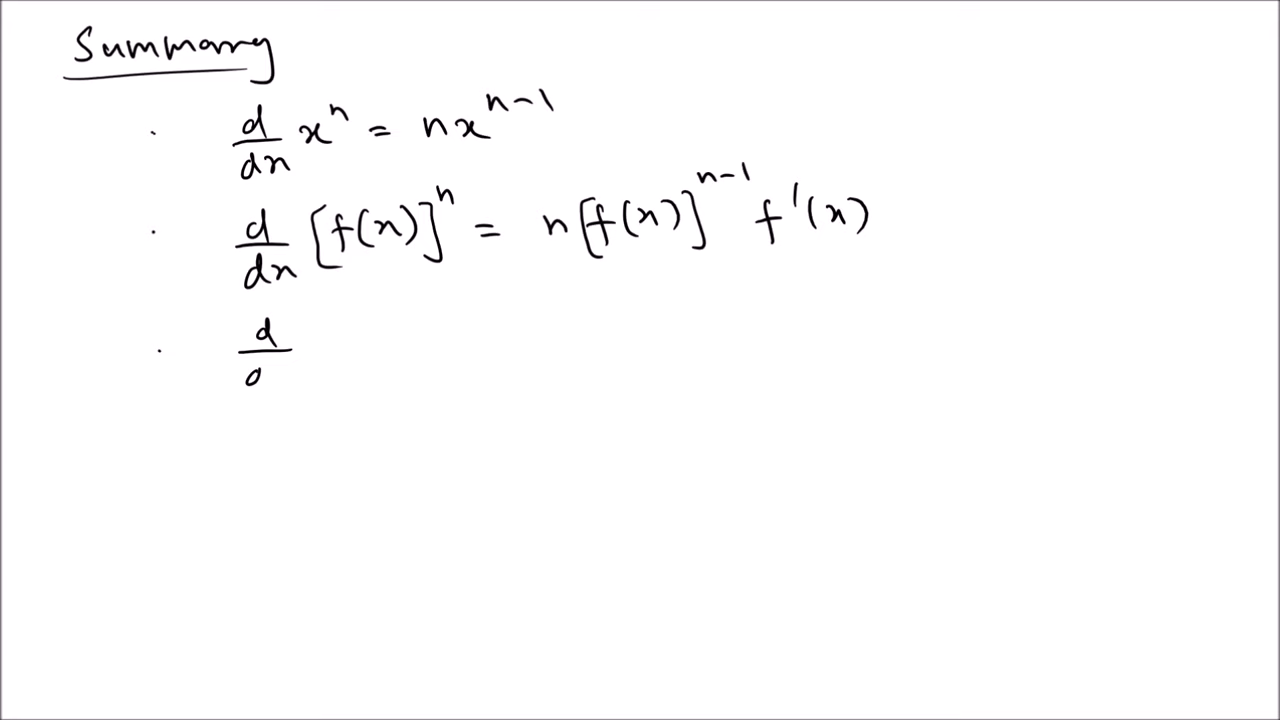 Summary
· d/dx x^n = nx^{n-1}
· d/dx [f(x)]^n = n[f(x)]^{n-1} f'(x)
· d/d